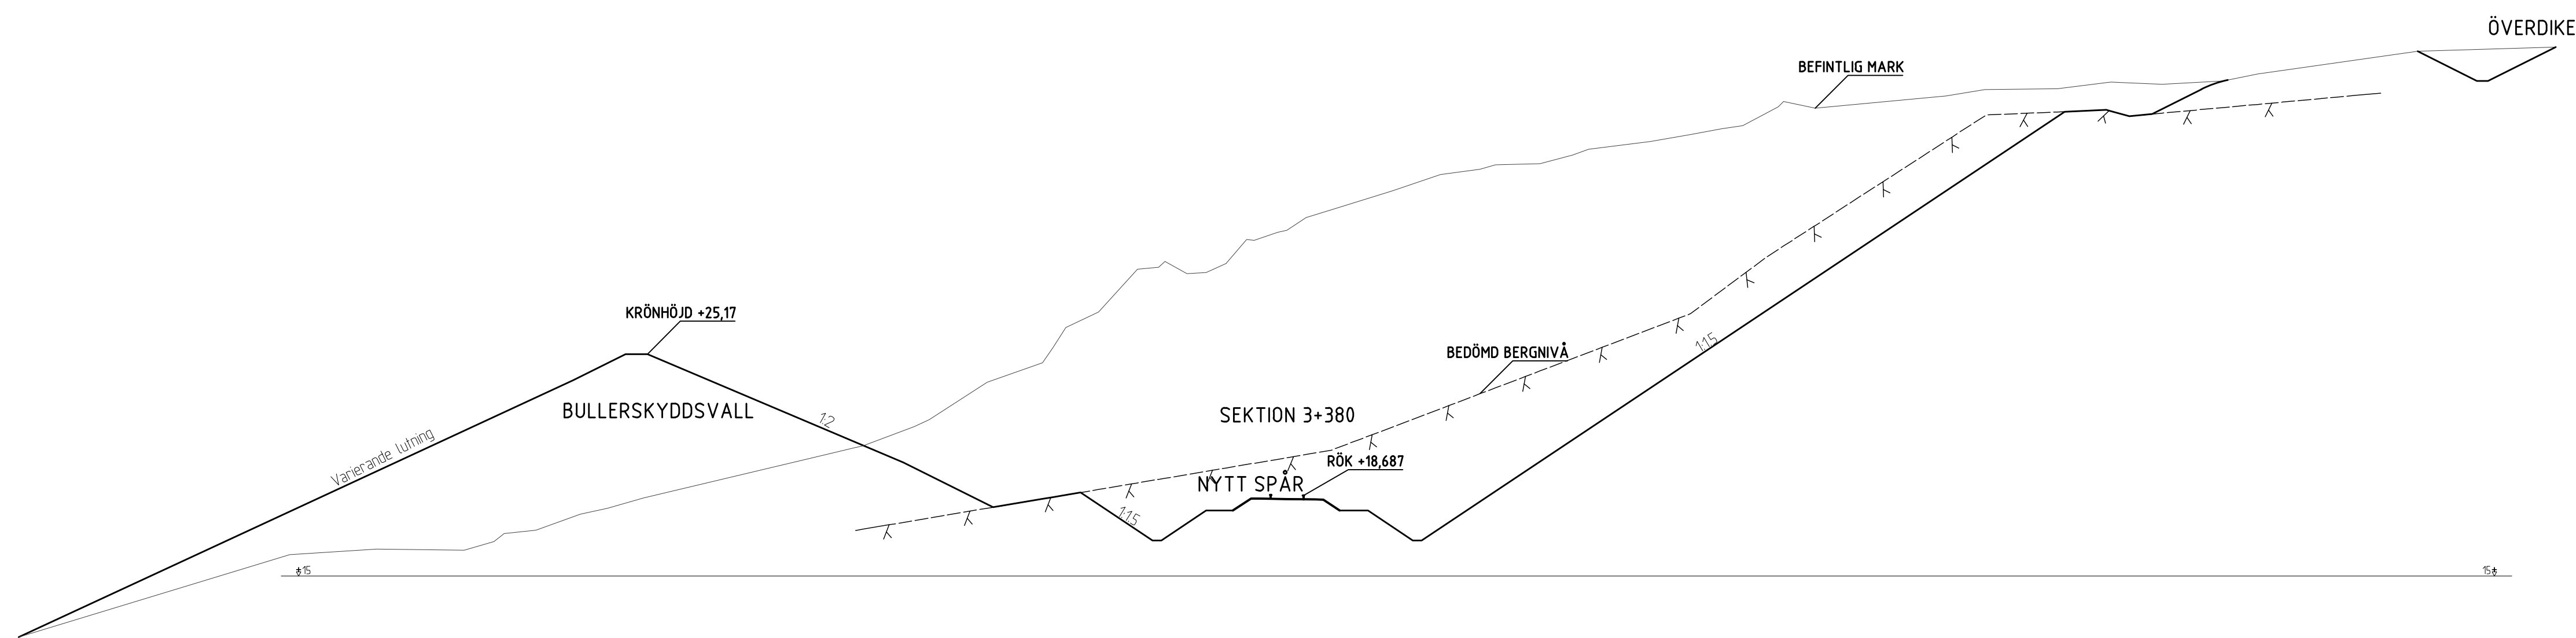 ÖVERDIKE
BEFINTLIG MARK
KRÖNHÖJD +25,17
1:1.5
BEDÖMD BERGNIVÅ
BULLERSKYDDSVALL
1:2
SEKTION 3+380
Varierande lutning
RÖK +18,687
NYTT SPÅR
1:1.5
+15
15+